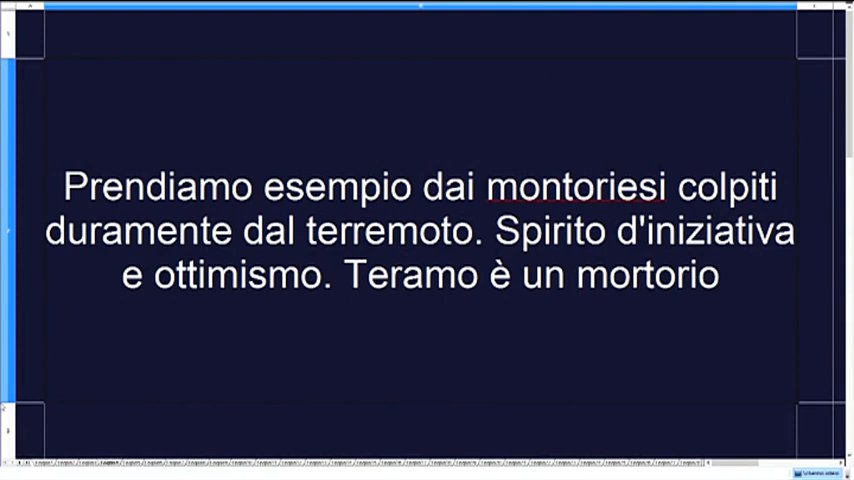 Prendiamo esempio dai montoriesi colpiti
duramente dal terremoto. Spirito d'iniziativa
e ottimismo. Teramo è un mortorio